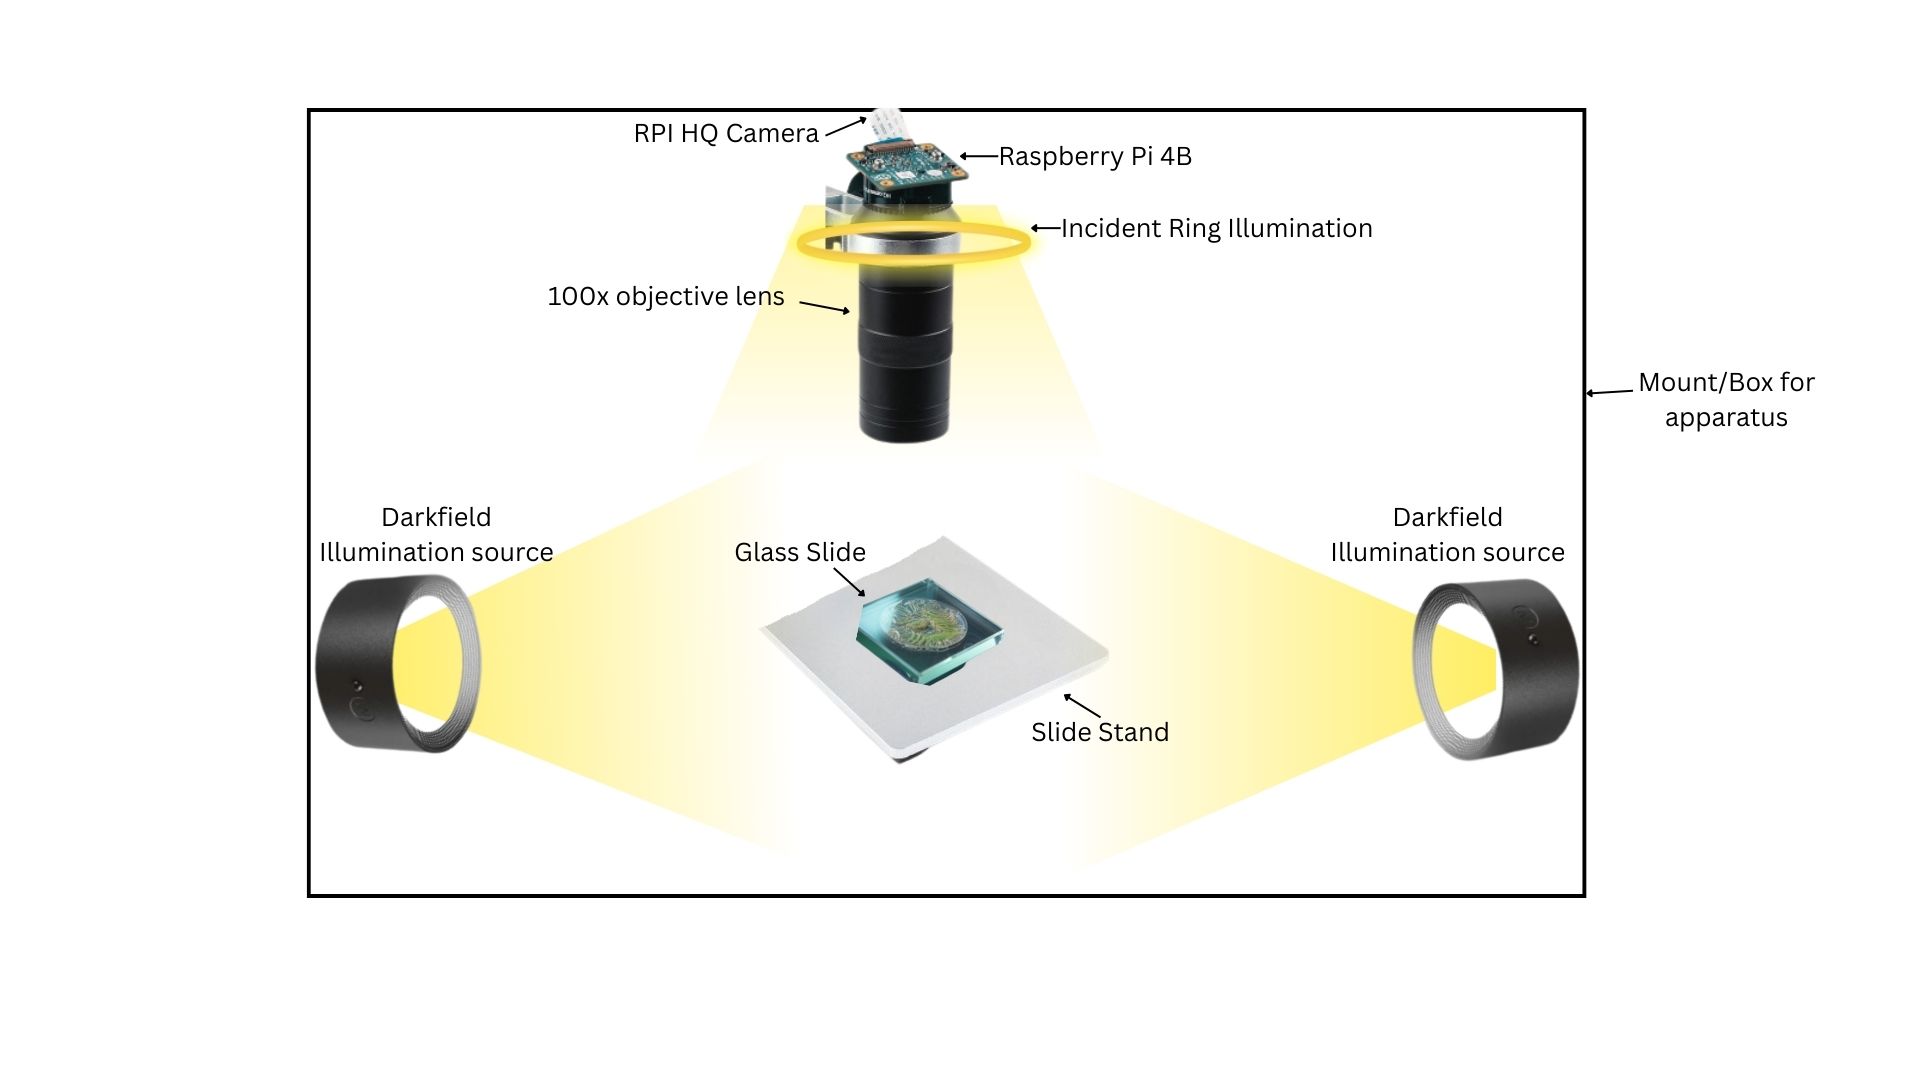 RPI HQ Camera
Raspberry Pi 4B
Incident Ring Illumination
100x objective lens
Mount/Box for
apparatus
Darkfield
Illumination source
Darkfield
Illumination source
Glass Slide
Slide Stand